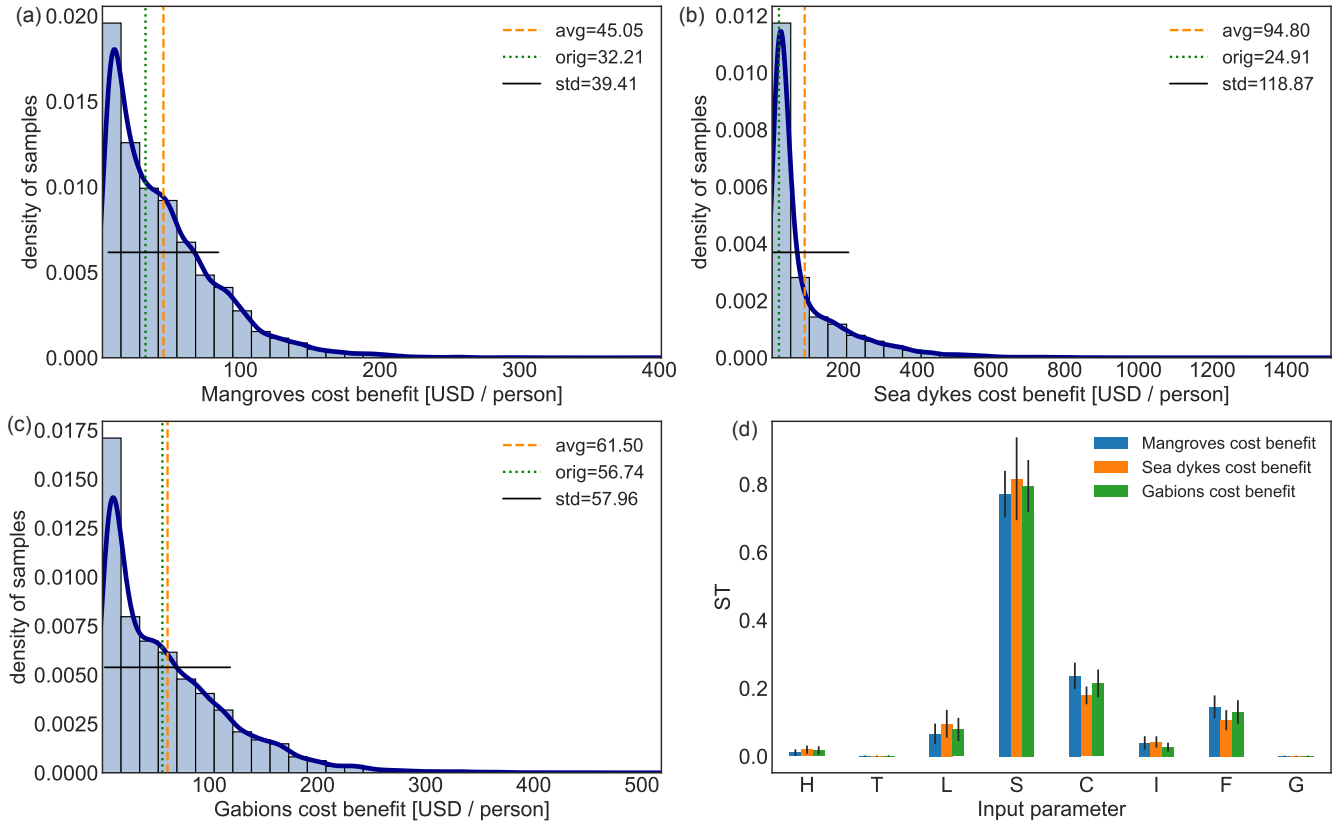 (a)
0.020
0.015
0.010
0.005
0.000
density of samples
avg=45.05
orig=32.21
std=39.41
100
200
300
400
Mangroves cost benefit [USD / person]
(b)
0.012
0.010
0.008
0.006
0.004
0.002
0.000
density of samples
avg=94.80
orig=24.91
std=118.87
200
400
600
800
1000
1200
1400
Sea dykes cost benefit [USD / person]
(c)
0.0175
0.0150
0.0125
0.0100
0.0075
0.0050
0.0025
0.0000
density of samples
avg=61.50
orig=56.74
std=57.96
100
200
300
400
500
Gabions cost benefit [USD / person]
(d)
0.8
0.6
0.4
0.2
0.0
ST
Mangroves cost benefit
Sea dykes cost benefit
Gabions cost benefit
H
T
L
S
C
I
F
G
Input parameter